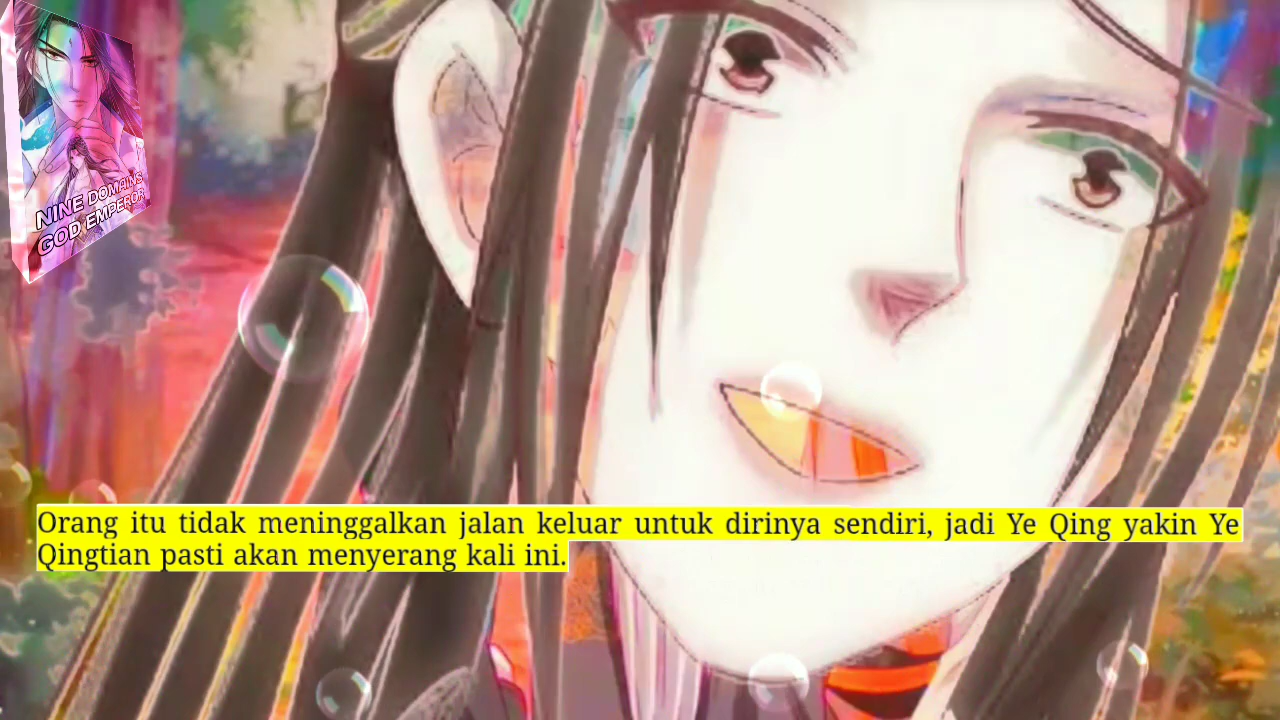 NINE DOMAINS
GOD EMPEROR
Orang itu tidak meninggalkan jalan keluar untuk dirinya sendiri, jadi Ye Qing yakin Ye
Qingtian pasti akan menyerang kali ini.